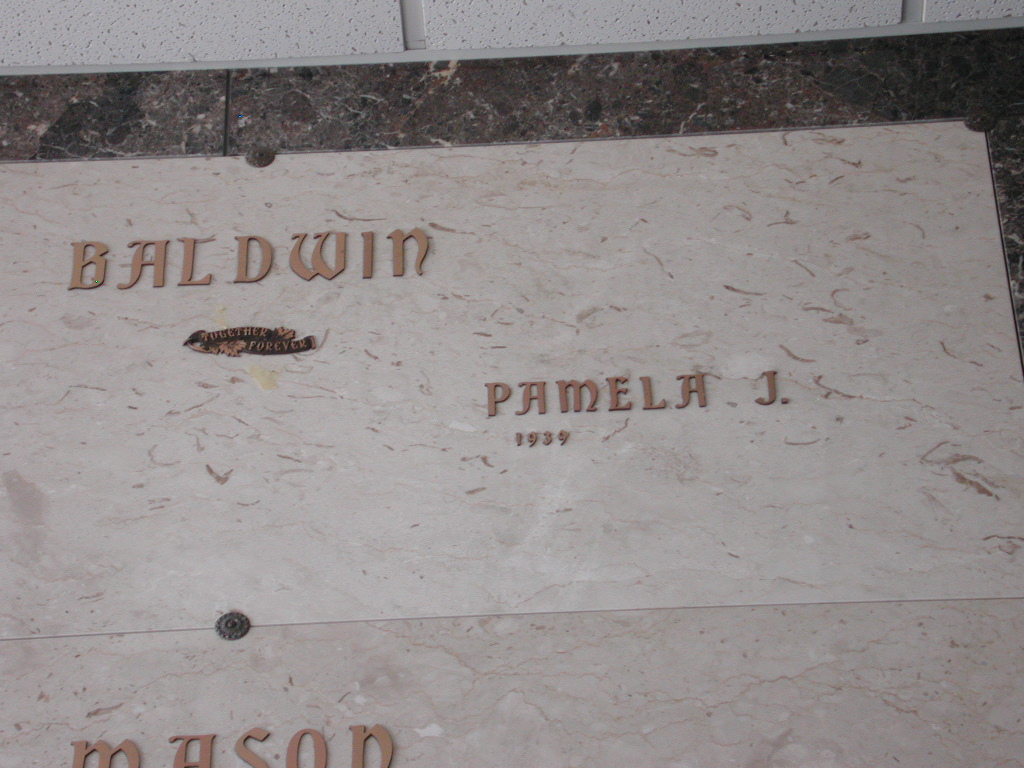 BALDWIN
TOGETHER
FOREVER
PAMELA J.
1939
MASON